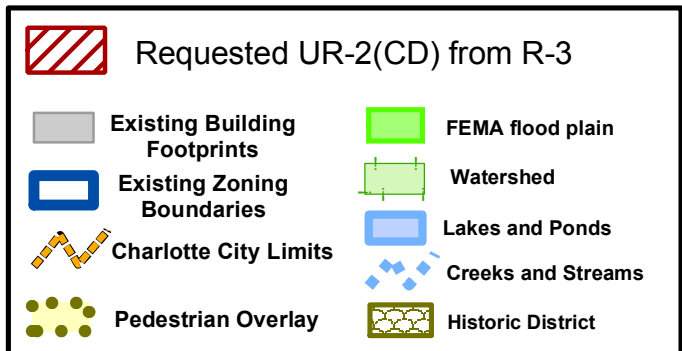 Requested UR-2(CD) from R-3
Existing Building
Footprints
Existing Zoning
Boundaries
Charlotte City Limits
Pedestrian Overlay
FEMA flood plain
Watershed
Lakes and Ponds
Creeks and Streams
Historic District